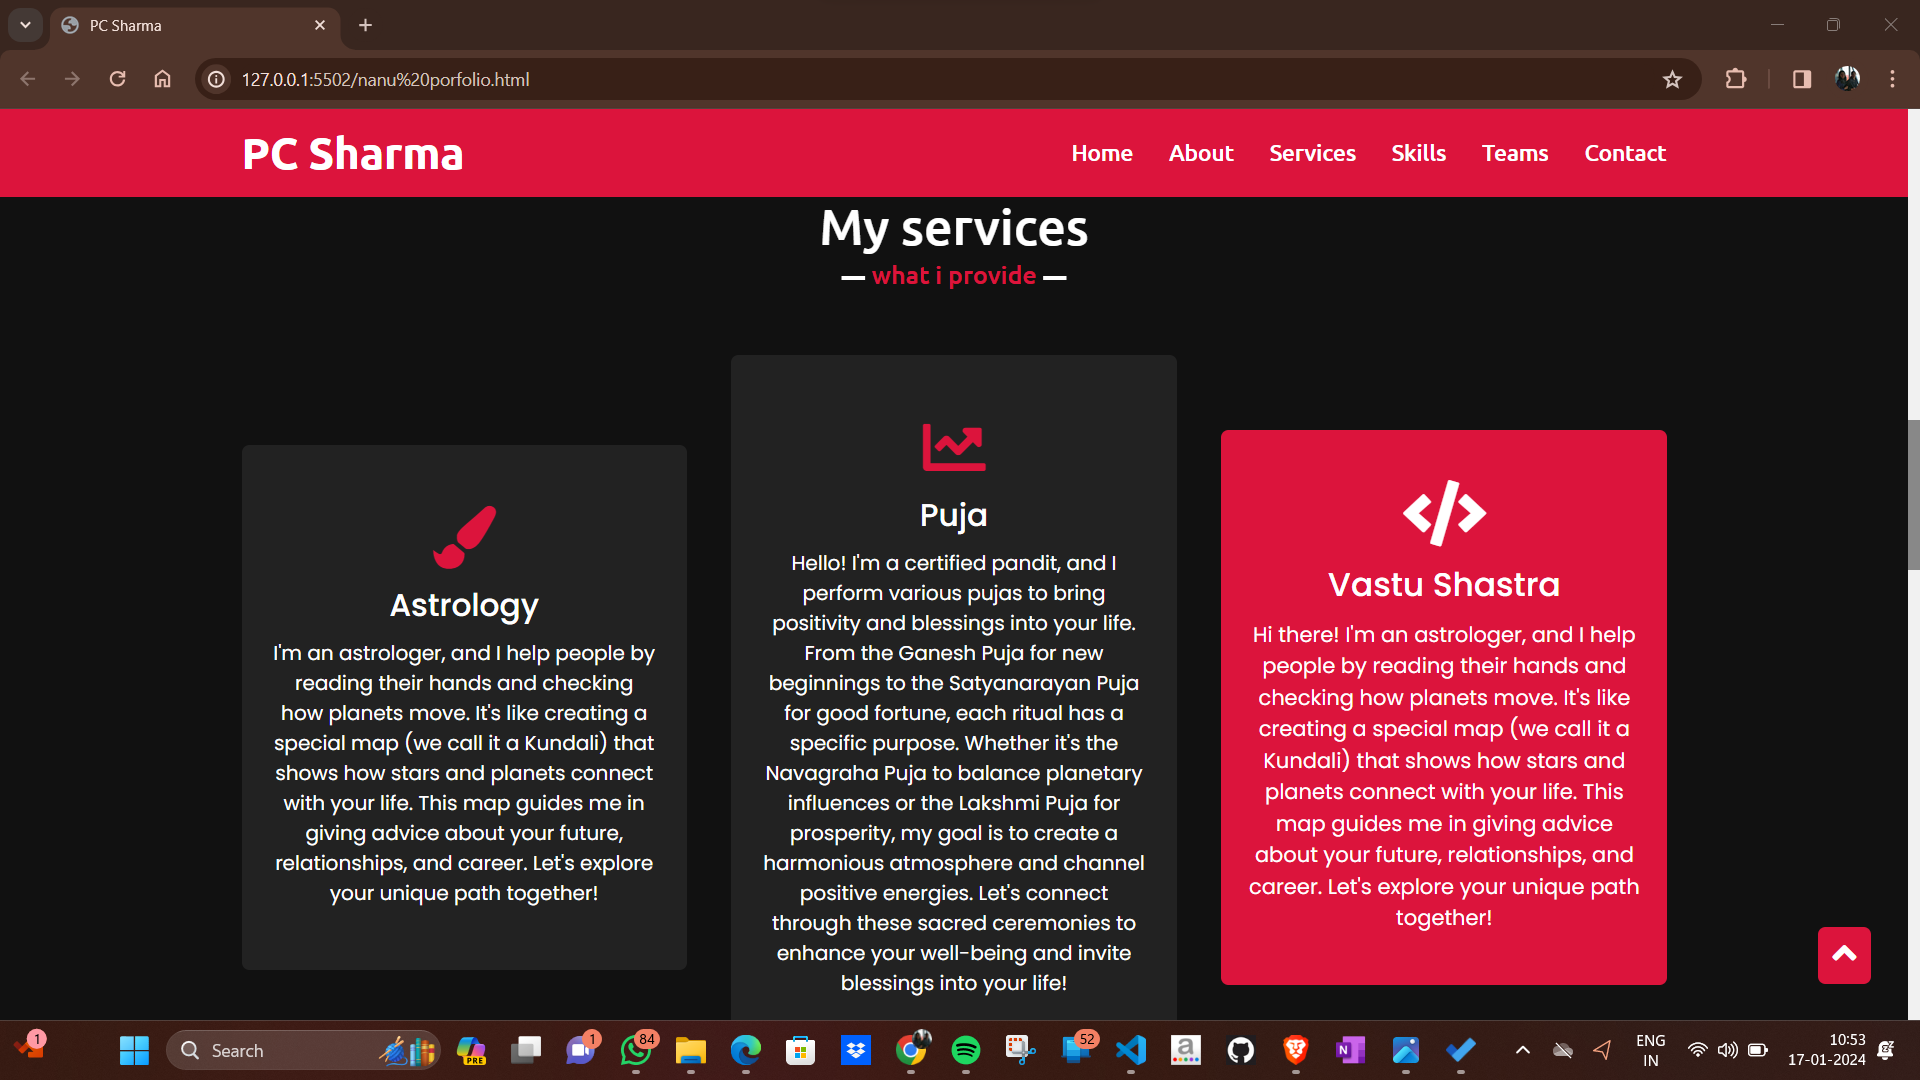 PC Sharma
127.0.0.1:5502/nanu%20porfolio.html
PC Sharma
Home About Services Skills Teams Contact
My services
— what i provide —
Astrology
I'm an astrologer, and I help people by
reading their hands and checking
how planets move. It's like creating a
special map (we call it a Kundali) that
shows how stars and planets connect
with your life. This map guides me in
giving advice about your future,
relationships, and career. Let's explore
your unique path together!
Puja
Hello! I'm a certified pandit, and I
perform various pujas to bring
positivity and blessings into your life.
From the Ganesh Puja for new
beginnings to the Satyanarayan Puja
for good fortune, each ritual has a
specific purpose. Whether it's the
Navagraha Puja to balance planetary
influences or the Lakshmi Puja for
prosperity, my goal is to create a
harmonious atmosphere and channel
positive energies. Let's connect
through these sacred ceremonies to
enhance your well-being and invite
blessings into your life!
Vastu Shastra
Hi there! I'm an astrologer, and I help
people by reading their hands and
checking how planets move. It's like
creating a special map (we call it a
Kundali) that shows how stars and
planets connect with your life. This
map guides me in giving advice
about your future, relationships, and
career. Let's explore your unique path
together!
1
Search
PRE
1
84
52
a
N
ENG
IN
10:53
17-01-2024